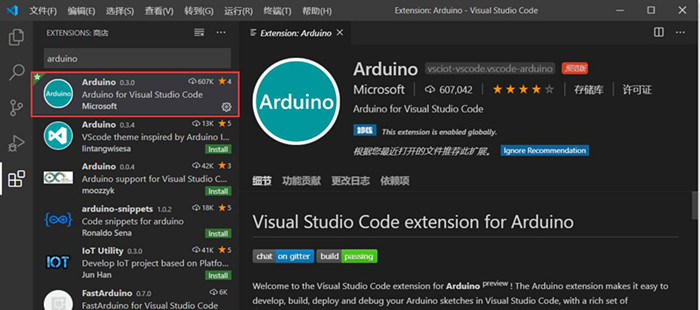 文件(F) 编辑(E) 选择(S) 查看(V) 转到(G) 运行(R) 终端(T) 帮助(H) Extension: Arduino - Visual Studio Code
EXTENSIONS: 商店
arduino
Arduino 0.3.0 607K 4
Arduino for Visual Studio Code
Microsoft
Arduino
Arduino 0.3.4 13K 5
VScode theme inspired by Arduino I...
lintangwisesa Install
Arduino 0.0.4 42K 3
Arduino support for Visual Studio C...
moozzyk Install
arduino-snippets 1.0.2 18K 5
Code snippets for arduino
Ronaldo Sena Install
IoT Utility 0.3.0 41K 5
Develop IoT project based on Platfo...
Jun Han Install
IOT
FastArduino 0.7.0 6K
FastArduino for Visual Studio Code
Extension: Arduino
Arduino
Arduino vsciot-vscode.vscode-arduino 预览版
Microsoft 607,042 存储库 许可证
Arduino for Visual Studio Code
This extension is enabled globally.
根据您最近打开的文件推荐此扩展。 Ignore Recommendation
细节 功能贡献 更改日志 依赖项
Visual Studio Code extension for Arduino
chat on gitter build passing
Welcome to the Visual Studio Code extension for Arduino preview ! The Arduino extension makes it easy to
develop, build, deploy and debug your Arduino sketches in Visual Studio Code, with a rich set of